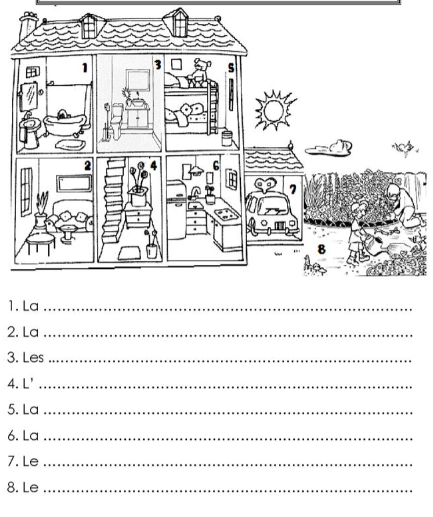 1
3
5
2
4
6
7
8
1. La ............................................................
2. La ............................................................
3. Les ............................................................
4. L' ............................................................
5. La ............................................................
6. La ............................................................
7. Le ............................................................
8. Le ............................................................